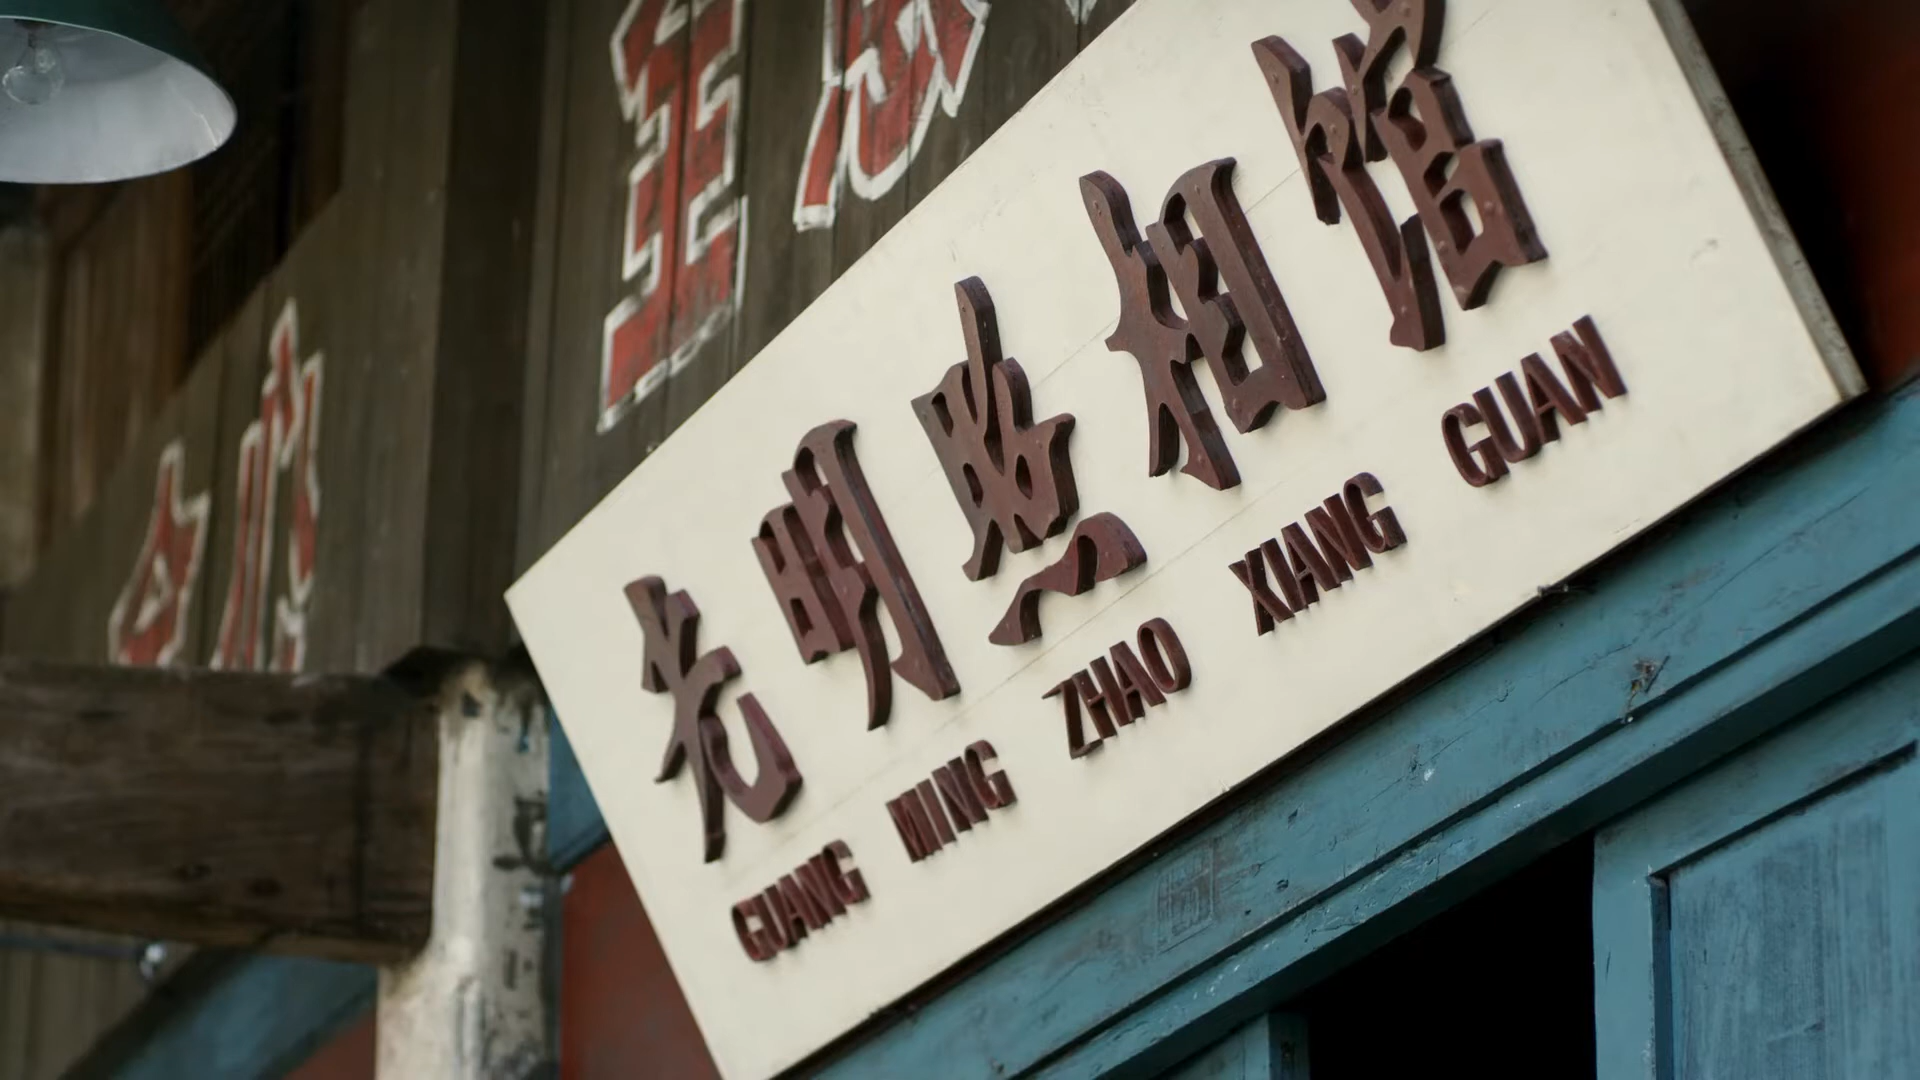 光明照相馆
GUANG MING ZHAO XIANG GUAN